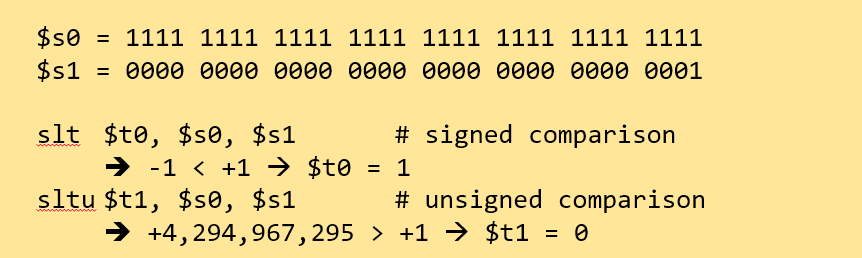 $s0 = 1111 1111 1111 1111 1111 1111 1111 1111
$s1 = 0000 0000 0000 0000 0000 0000 0000 0001
slt $t0, $s0, $s1 # signed comparison
➔ -1 < +1 → $t0 = 1
sltu $t1, $s0, $s1 # unsigned comparison
➔ +4,294,967,295 > +1 → $t1 = 0